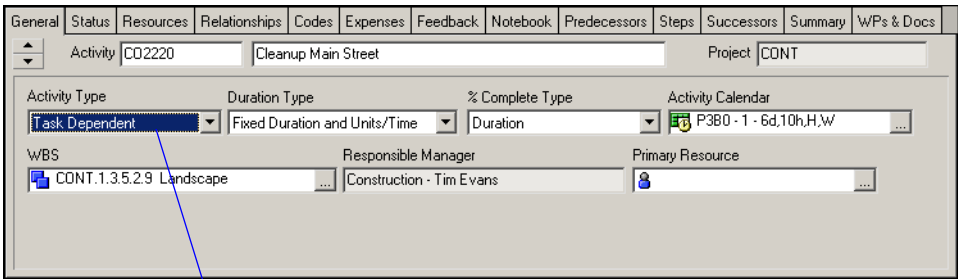 General Status Resources Relationships Codes Expenses Feedback Notebook Predecessors Steps Successors Summary WPs & Docs
Activity CO2220 Cleanup Main Street Project CONT
Activity Type Duration Type % Complete Type Activity Calendar
Task Dependent Fixed Duration and Units/Time Duration P3B0 - 1 - 6d,10h,H,W ...
WBS Responsible Manager Primary Resource
CONT.1.3.5.2.9 Landscape ... Construction - Tim Evans ...